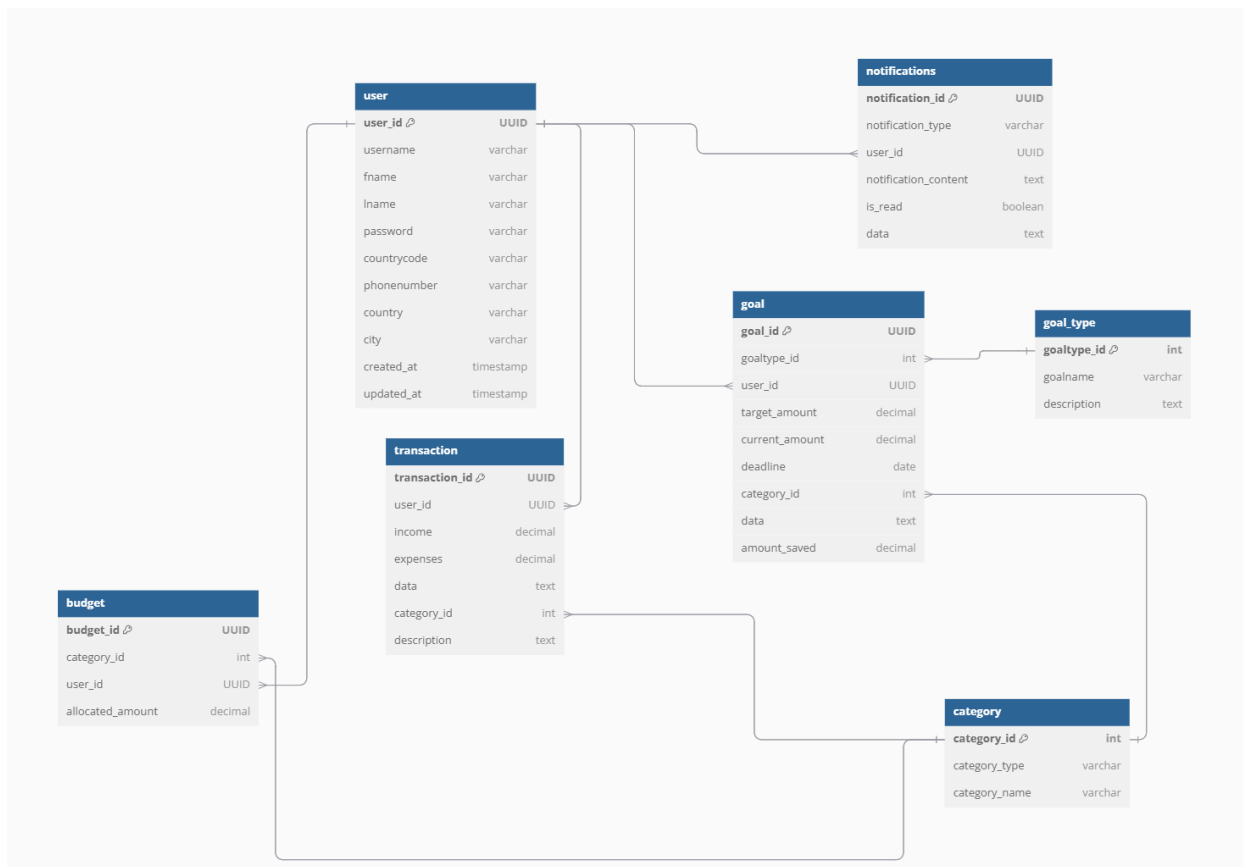 user
user_id UUID
username varchar
fname varchar
lname varchar
password varchar
countrycode varchar
phonenumber varchar
country varchar
city varchar
created_at timestamp
updated_at timestamp
notifications
notification_id UUID
notification_type varchar
user_id UUID
notification_content text
is_read boolean
data text
goal
goal_id UUID
goaltype_id int
user_id UUID
target_amount decimal
current_amount decimal
deadline date
category_id int
data text
amount_saved decimal
goal_type
goaltype_id int
goalname varchar
description text
transaction
transaction_id UUID
user_id UUID
income decimal
expenses decimal
data text
category_id int
description text
budget
budget_id UUID
category_id int
user_id UUID
allocated_amount decimal
category
category_id int
category_type varchar
category_name varchar